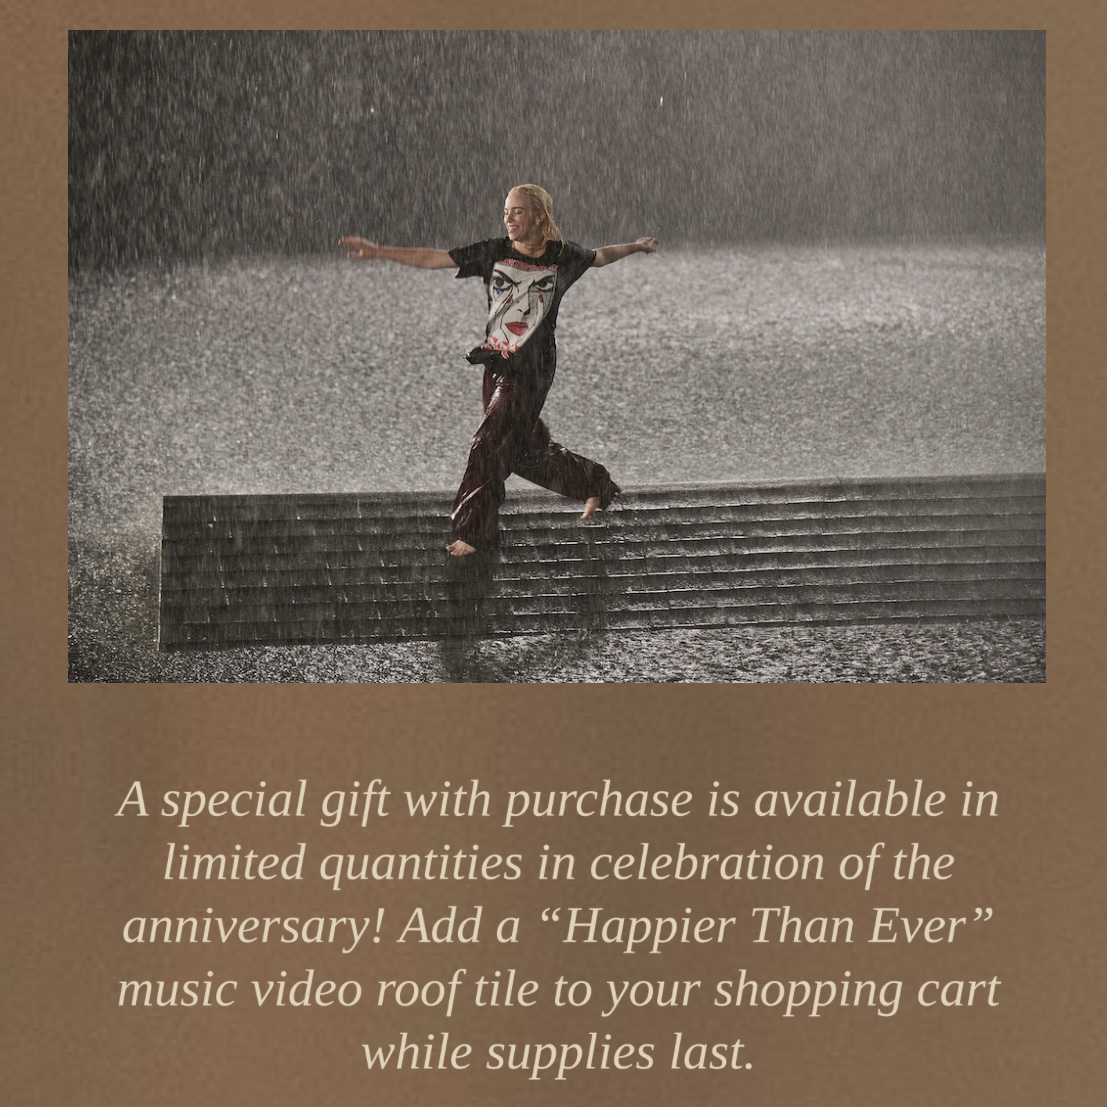 A special gift with purchase is available in
limited quantities in celebration of the
anniversary! Add a “Happier Than Ever”
music video roof tile to your shopping cart
while supplies last.